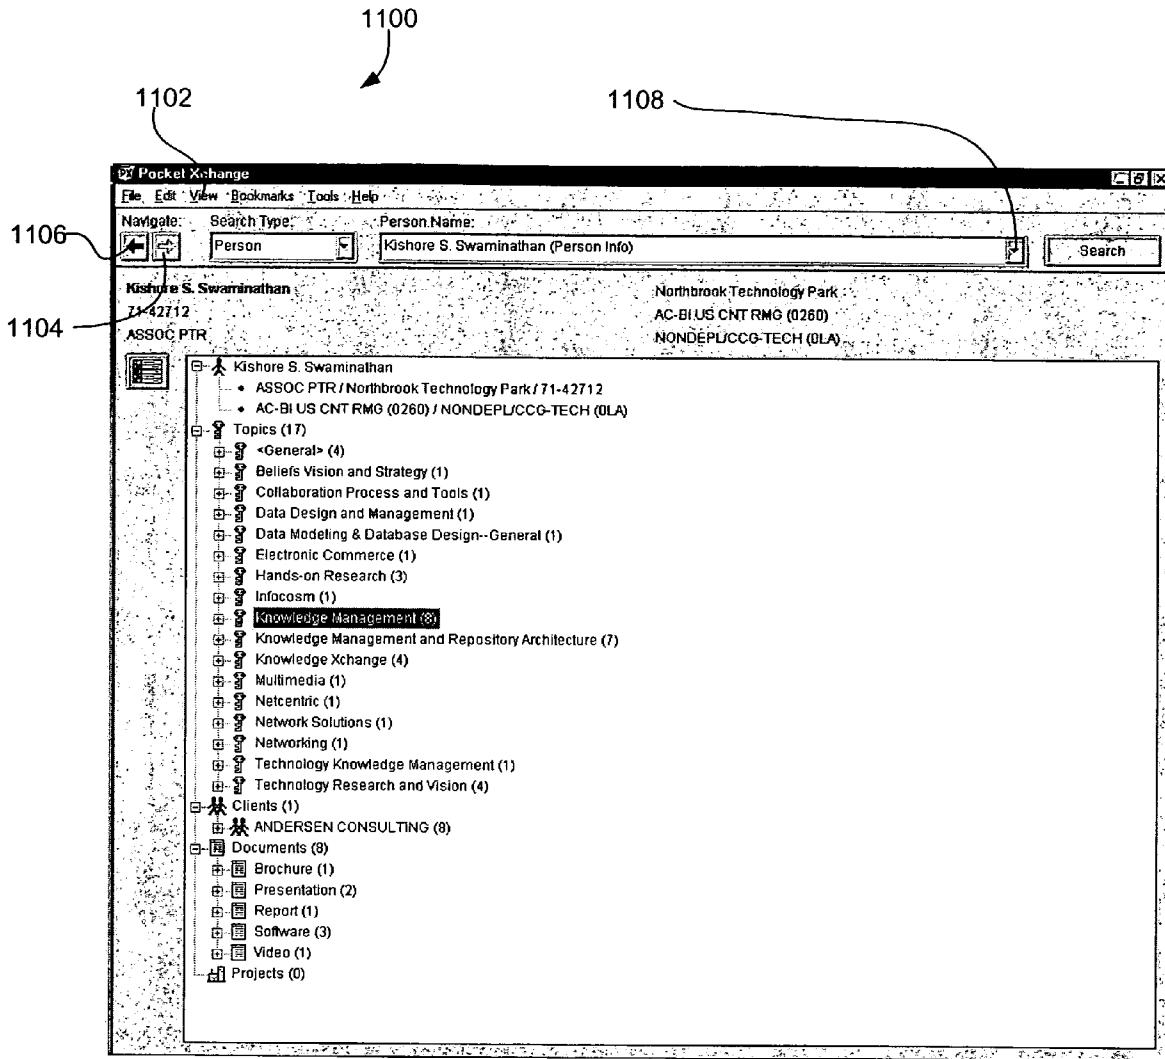 1100
1102
1108
PX Pocket Xchange
File Edit View Bookmarks Tools Help
Navigate: Search Type: Person Name:
1106
Person Kishore S. Swaminathan (Person Info) Search
Kishore S. Swaminathan Northbrook Technology Park
71-42712 AC-BI US CNT RMG (0260)
1104
ASSOC PTR NONDEPL/CCG-TECH (0LA)
Kishore S. Swaminathan
• ASSOC PTR / Northbrook Technology Park / 71-42712
• AC-BI US CNT RMG (0260) / NONDEPL/CCG-TECH (0LA)
Topics (17)
<General> (4)
Beliefs Vision and Strategy (1)
Collaboration Process and Tools (1)
Data Design and Management (1)
Data Modeling & Database Design--General (1)
Electronic Commerce (1)
Hands-on Research (3)
Infocosm (1)
Knowledge Management (8)
Knowledge Management and Repository Architecture (7)
Knowledge Xchange (4)
Multimedia (1)
Netcentric (1)
Network Solutions (1)
Networking (1)
Technology Knowledge Management (1)
Technology Research and Vision (4)
Clients (1)
ANDERSEN CONSULTING (8)
Documents (8)
Brochure (1)
Presentation (2)
Report (1)
Software (3)
Video (1)
Projects (0)